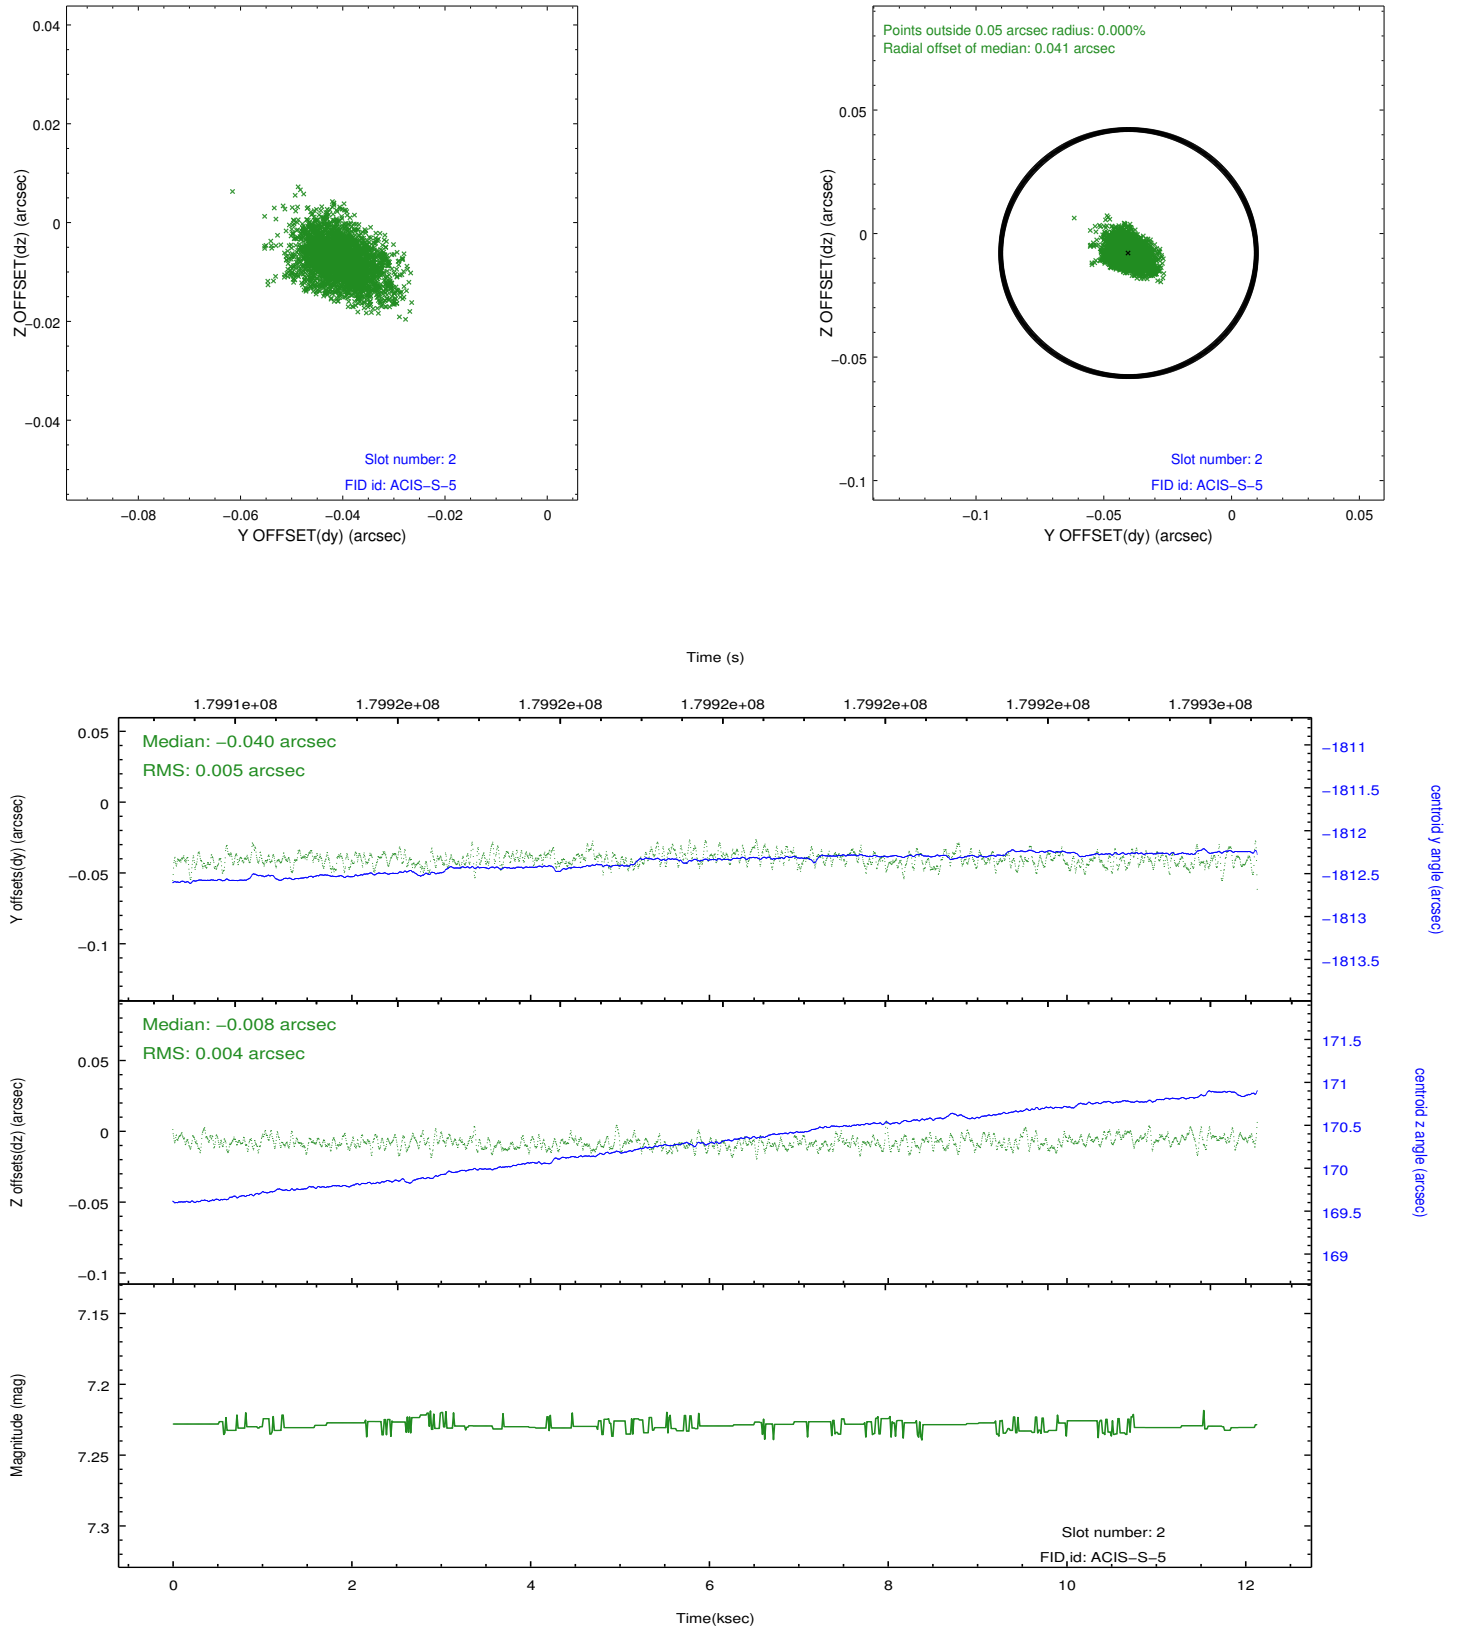 0.04
0.02
0
−0.02
−0.04
Z OFFSET(dz) (arcsec)
Slot number: 2
FID id: ACIS−S−5
−0.08
−0.06
−0.04
−0.02
0
Y OFFSET(dy) (arcsec)
Points outside 0.05 arcsec radius: 0.000%
Radial offset of median: 0.041 arcsec
0.05
0
−0.05
−0.1
Z OFFSET(dz) (arcsec)
Slot number: 2
FID id: ACIS−S−5
−0.1
−0.05
0
0.05
Y OFFSET(dy) (arcsec)
Time (s)
1.7991e+08
1.7992e+08
1.7992e+08
1.7992e+08
1.7992e+08
1.7992e+08
1.7993e+08
Median: −0.040 arcsec
RMS: 0.005 arcsec
0.05
0
−0.05
−0.1
Y offsets(dy) (arcsec)
−1811
−1811.5
−1812
−1812.5
−1813
−1813.5
centroid y angle (arcsec)
Median: −0.008 arcsec
RMS: 0.004 arcsec
0.05
0
−0.05
−0.1
Z offsets(dz) (arcsec)
171.5
171
170.5
170
169.5
169
centroid z angle (arcsec)
7.15
7.2
7.25
7.3
Magnitude (mag)
Slot number: 2
FID id: ACIS−S−5
0
2
4
6
8
10
12
Time(ksec)